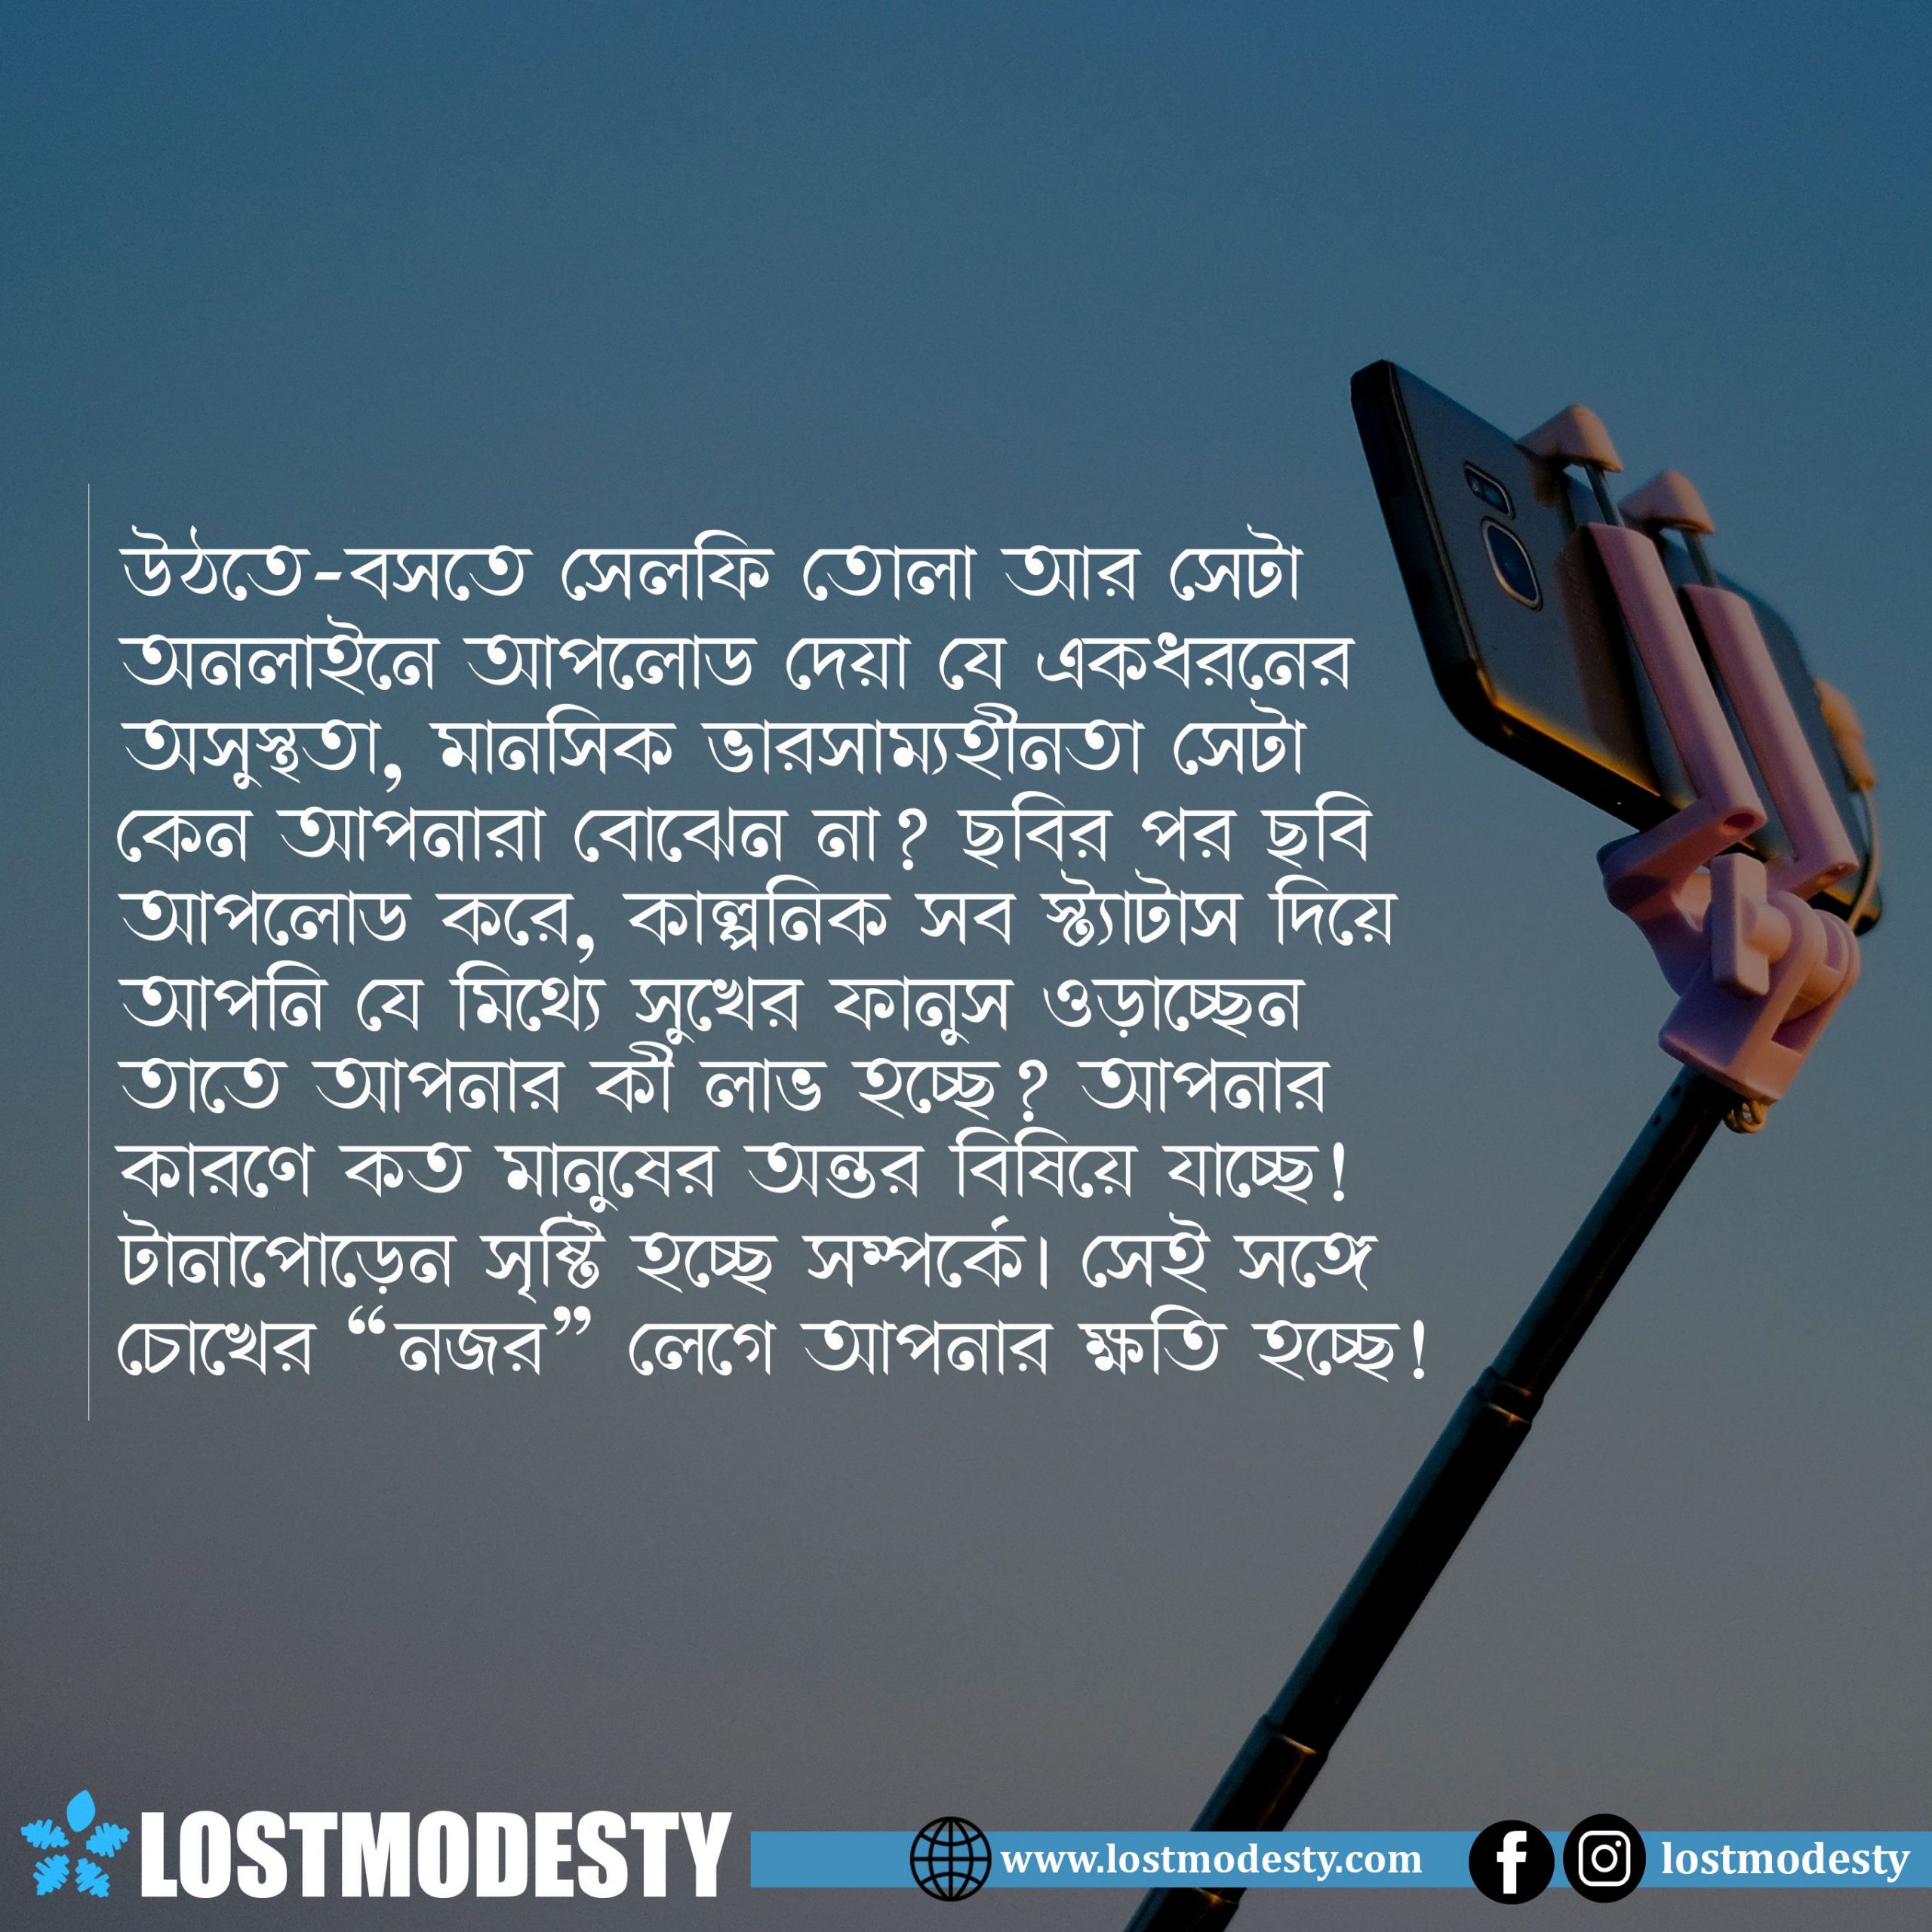 উঠতে-বসতে সেলফি তোলা আর সেটা
অনলাইনে আপলোড দেয়া যে একধরনের
অসুস্থতা, মানসিক ভারসাম্যহীনতা সেটা
কেন আপনারা বোঝেন না? ছবির পর ছবি
আপলোড করে, কাল্পনিক সব স্ট্যাটাস দিয়ে
আপনি যে মিথ্যে সুখের ফানুস ওড়াচ্ছেন
তাতে আপনার কী লাভ হচ্ছে? আপনার
কারণে কত মানুষের অন্তর বিষিয়ে যাচ্ছে!
টানাপোড়েন সৃষ্টি হচ্ছে সম্পর্কে। সেই সঙ্গে
চোখের “নজর” লেগে আপনার ক্ষতি হচ্ছে!
LOSTMODESTY
www.lostmodesty.com
lostmodesty